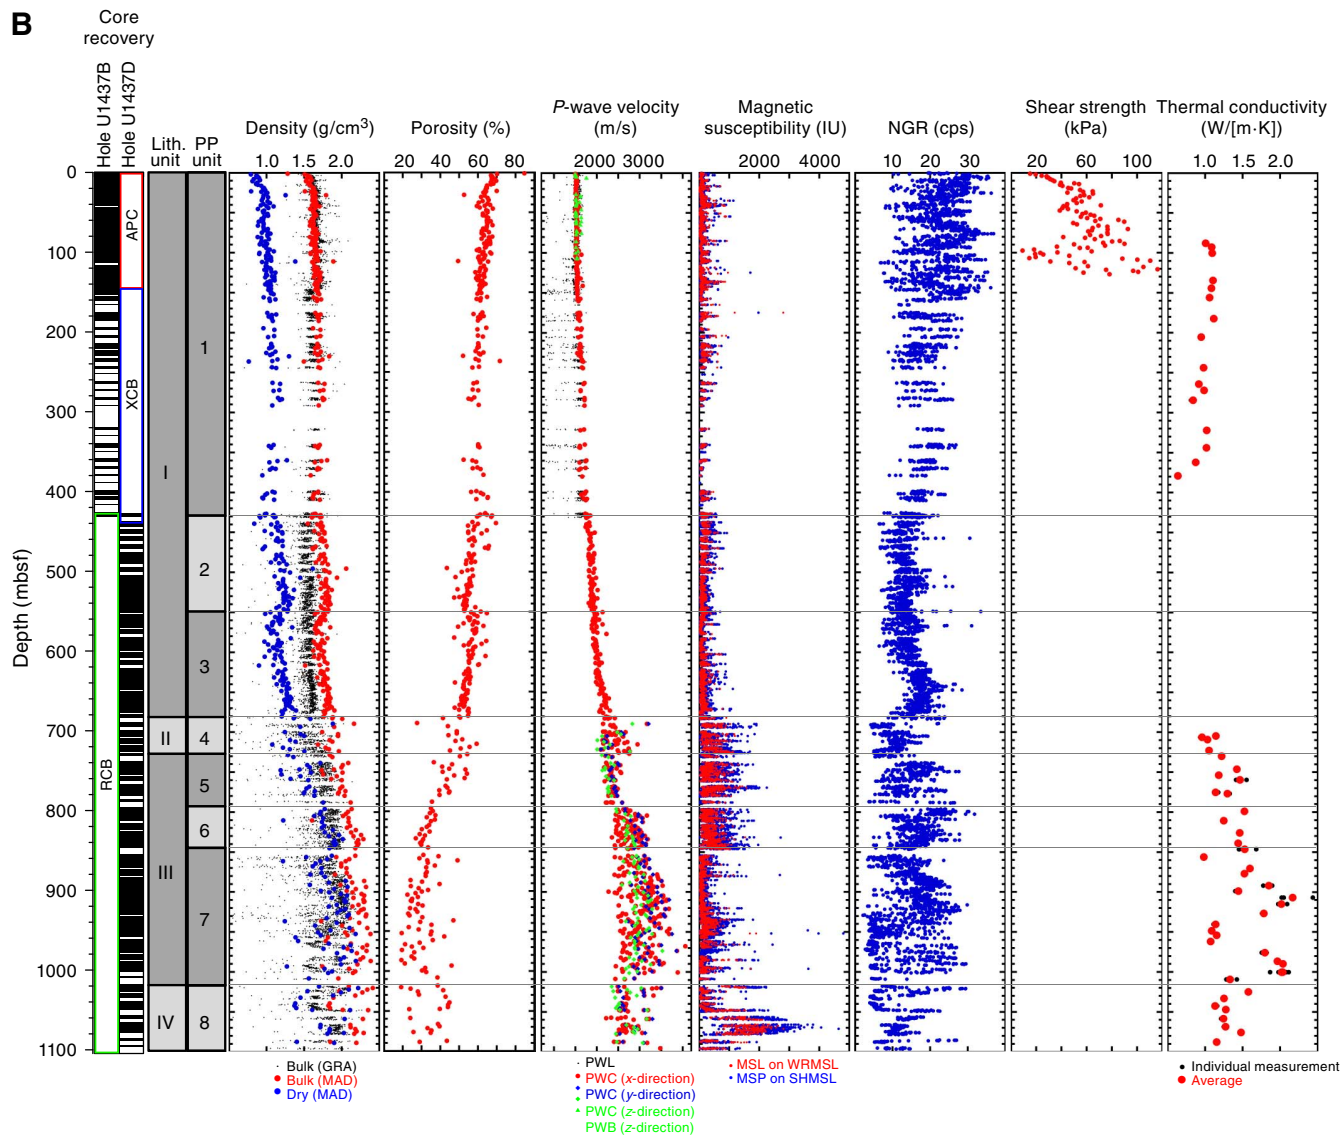 B
Core
recovery
Hole U1437B
Hole U1437D
Lith.
unit
PP
unit
Density (g/cm3)
1.0 1.5 2.0
Porosity (%)
20 40 60 80
P-wave velocity
(m/s)
2000 3000
Magnetic
susceptibility (IU)
2000 4000
NGR (cps)
10 20 30
Shear strength
(kPa)
20 60 100
Thermal conductivity
(W/[m·K])
1.0 1.5 2.0
Depth (mbsf)
0
100
200
300
400
500
600
700
800
900
1000
1100
APC
XCB
RCB
I
II
III
IV
1
2
3
4
5
6
7
8
Bulk (GRA)
Bulk (MAD)
Dry (MAD)
PWL
PWC (x-direction)
PWC (y-direction)
PWC (z-direction)
PWB (z-direction)
MSL on WRMSL
MSP on SHMSL
Individual measurement
Average